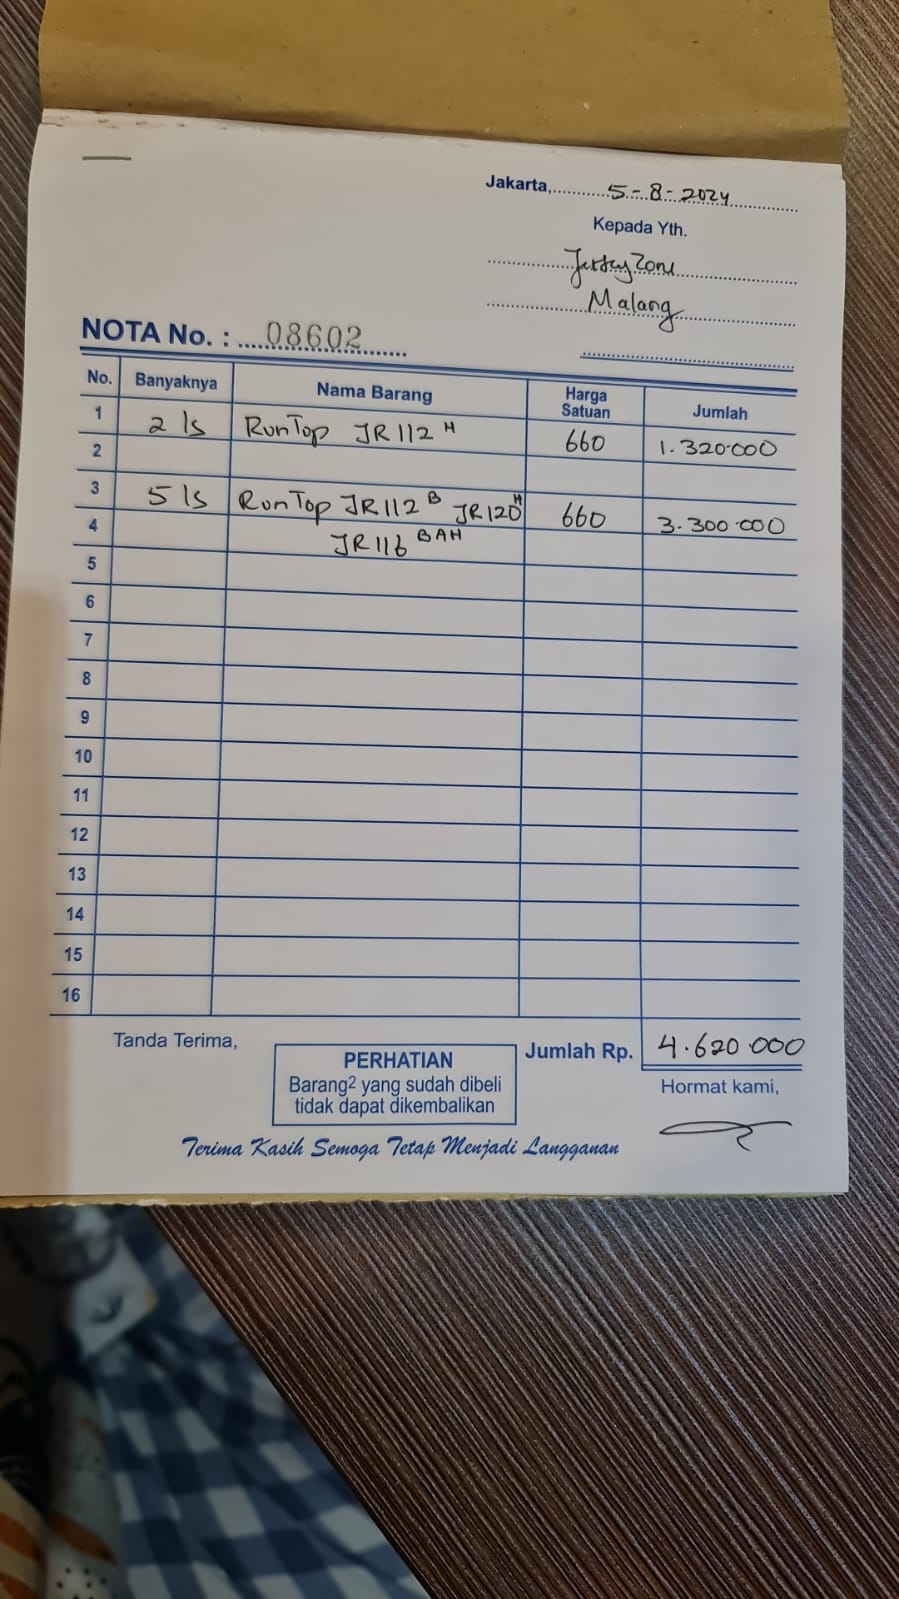 Jakarta,............5-8-2024
Kepada Yth.
Jersey Zone
Malang
NOTA No. : ....08602
No. Banyaknya Nama Barang Harga Satuan Jumlah
1 2 ls RunTop JR112 H 660 1.320.000
2
3 5 ls RunTop JR112 B JR120 H 660 3.300.000
4 JR116 BAH
5
6
7
8
9
10
11
12
13
14
15
16
Tanda Terima,
Jumlah Rp. 4.620.000
PERHATIAN
Barang2 yang sudah dibeli
tidak dapat dikembalikan
Hormat kami,
Terima Kasih Semoga Tetap Menjadi Langganan